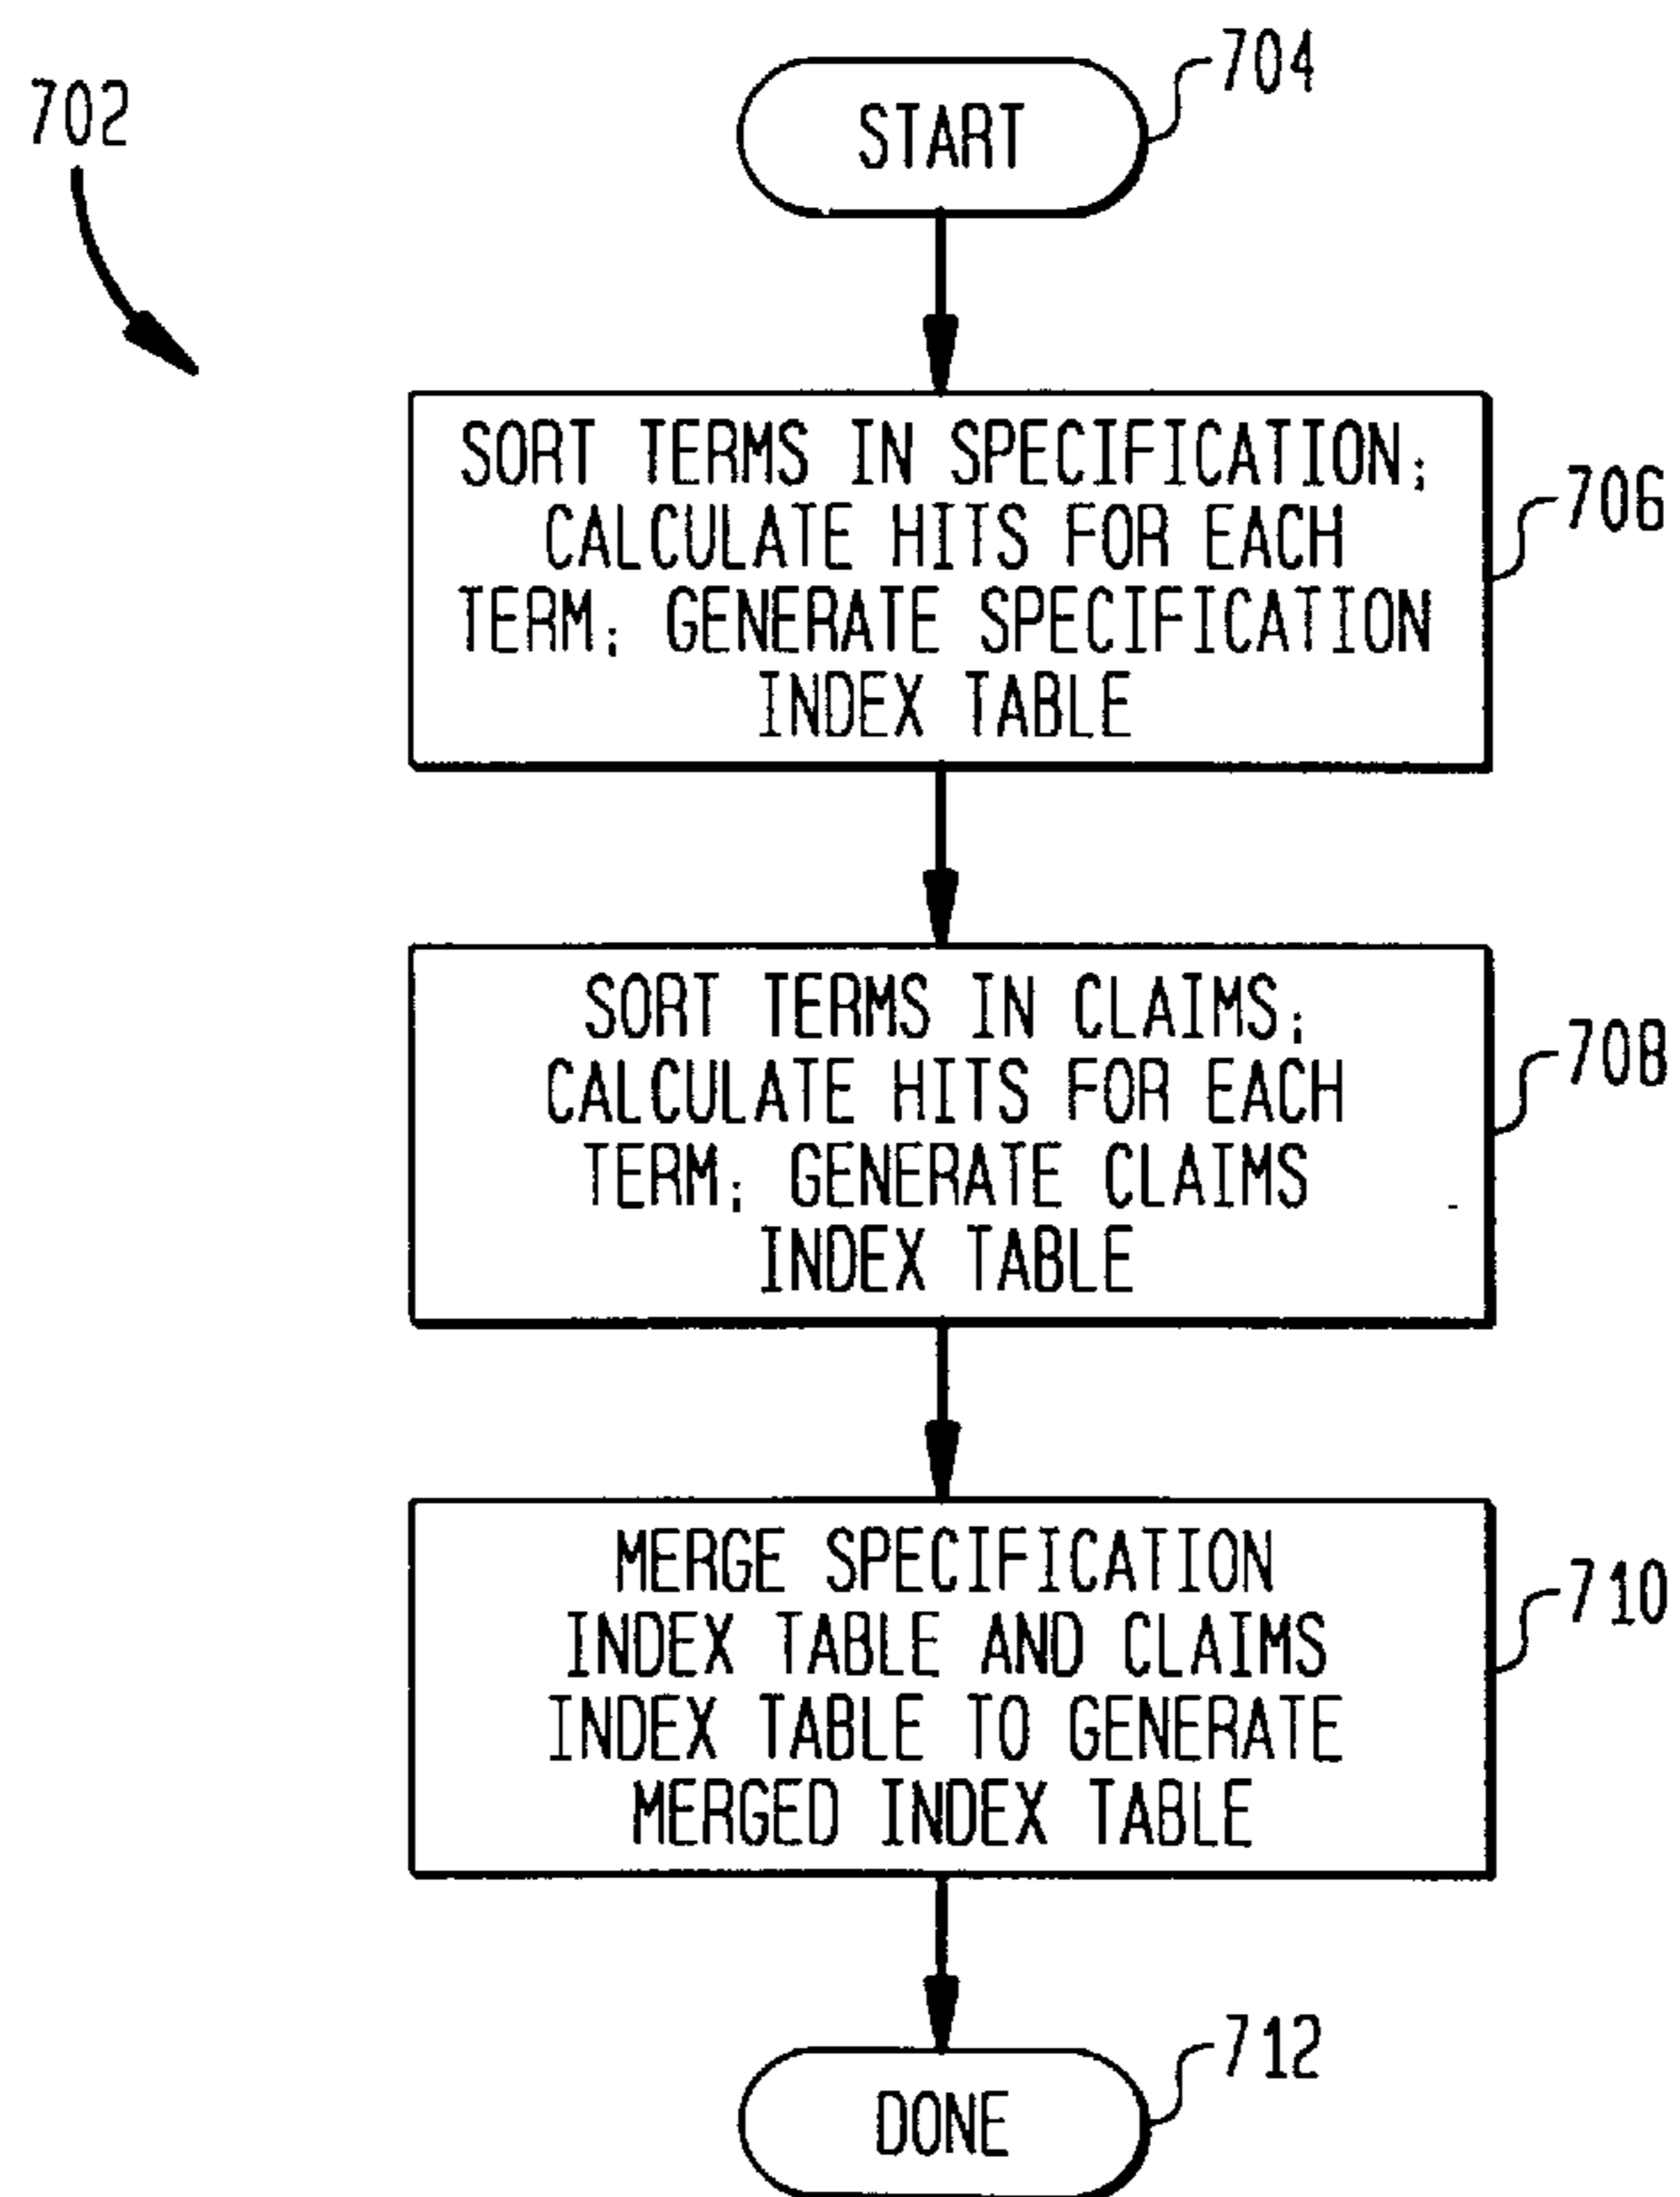 704
702
START
SORT TERMS IN SPECIFICATION;
706
CALCULATE HITS FOR EACH
TERM; GENERATE SPECIFICATION
INDEX TABLE
SORT TERMS IN CLAIMS;
708
CALCULATE HITS FOR EACH
TERM; GENERATE CLAIMS
INDEX TABLE
MERGE SPECIFICATION
710
INDEX TABLE AND CLAIMS
INDEX TABLE TO GENERATE
MERGED INDEX TABLE
712
DONE